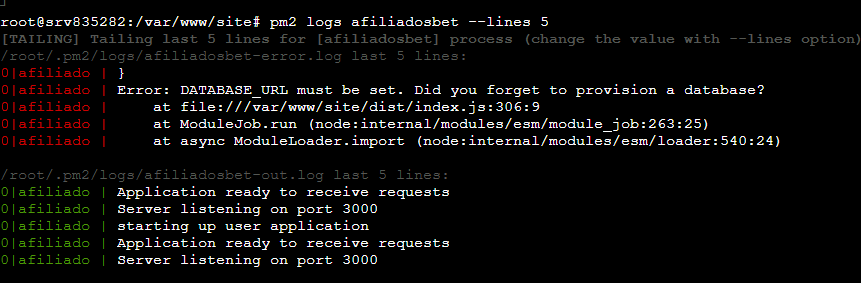 root@srv835282:/var/www/site# pm2 logs afiliadosbet --lines 5
[TAILING] Tailing last 5 lines for [afiliadosbet] process (change the value with --lines option)
/root/.pm2/logs/afiliadosbet-error.log last 5 lines:
0|afiliado | }
0|afiliado | Error: DATABASE_URL must be set. Did you forget to provision a database?
0|afiliado |     at file:///var/www/site/dist/index.js:306:9
0|afiliado |     at ModuleJob.run (node:internal/modules/esm/module_job:263:25)
0|afiliado |     at async ModuleLoader.import (node:internal/modules/esm/loader:540:24)
/root/.pm2/logs/afiliadosbet-out.log last 5 lines:
0|afiliado | Application ready to receive requests
0|afiliado | Server listening on port 3000
0|afiliado | starting up user application
0|afiliado | Application ready to receive requests
0|afiliado | Server listening on port 3000